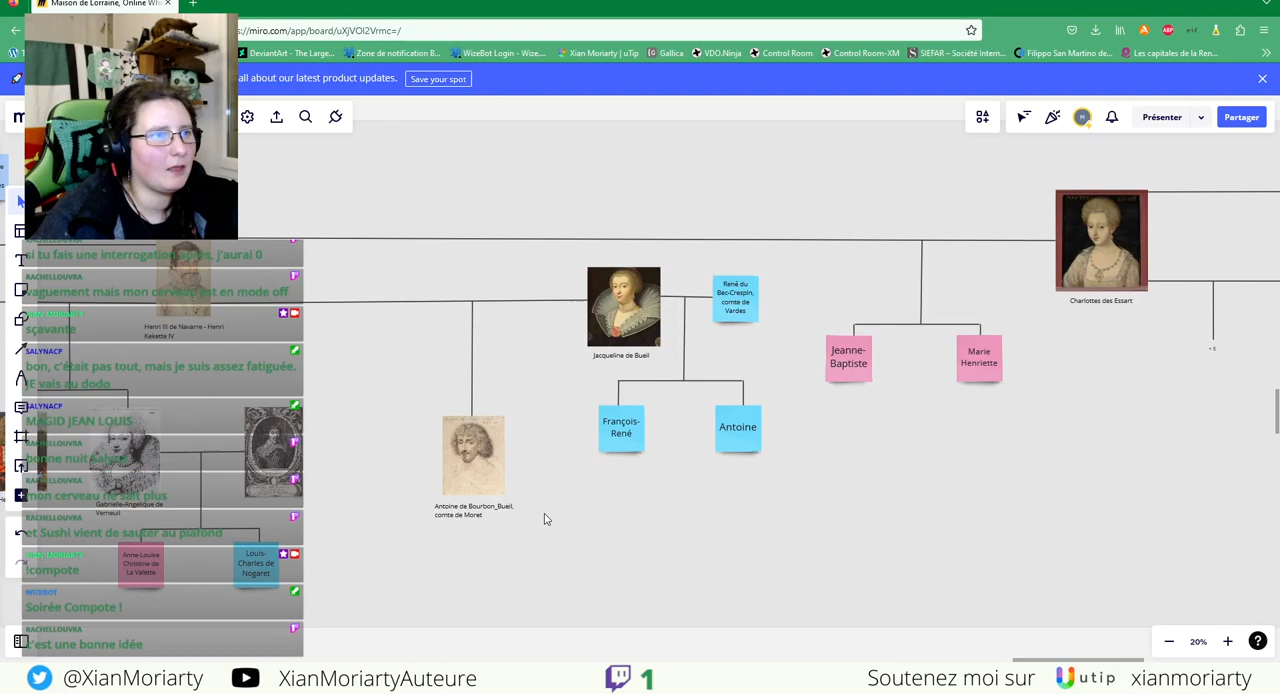 Maison de Lorraine, Online Whi
s://miro.com/app/board/uXjVOl2Vrmc=/
DeviantArt - The Large...
Zone de notification B...
WizeBot Login - Wize....
Xian Moriarty | uTip
Gallica
VDO.Ninja
Control Room
Control Room-XM
SIEFAR – Société Intern...
Filippo San Martino de...
Les capitales de la Ren...
all about our latest product updates.
Save your spot
Présenter
Partager
si tu fais une interrogation après, j'aurai 0
RACHELLOUVRA
vaguement mais mon cerveau est en mode off
XIAN_MORIARTY
sçavante
SALYNACP
bon, c'était pas tout, mais je suis assez fatiguée.
JE vais au dodo
SALYNACP
MAGID JEAN LOUIS
RACHELLOUVRA
bonne nuit Salyna
RACHELLOUVRA
mon cerveau ne sait plus
RACHELLOUVRA
et Sushi vient de sauter au plafond
XIAN_MORIARTY
!compote
WIZEBOT
Soirée Compote !
RACHELLOUVRA
c'est une bonne idée
Henri III de Navarre - Henri
Kekette IV
Gabrielle-Angelique de
Verneuil
Anne-Louise
Christine de
La Valette
Louis-
Charles de
Nogaret
Jacqueline de Bueil
René du
Bec-Crespin,
comte de
Vardes
François-
René
Antoine
Antoine de Bourbon_Bueil,
comte de Moret
Jeanne-
Baptiste
Marie
Henriette
Charlottes des Essart
+ 5
20%
@XianMoriarty
XianMoriartyAuteure
1
Soutenez moi sur
utip
xianmoriarty